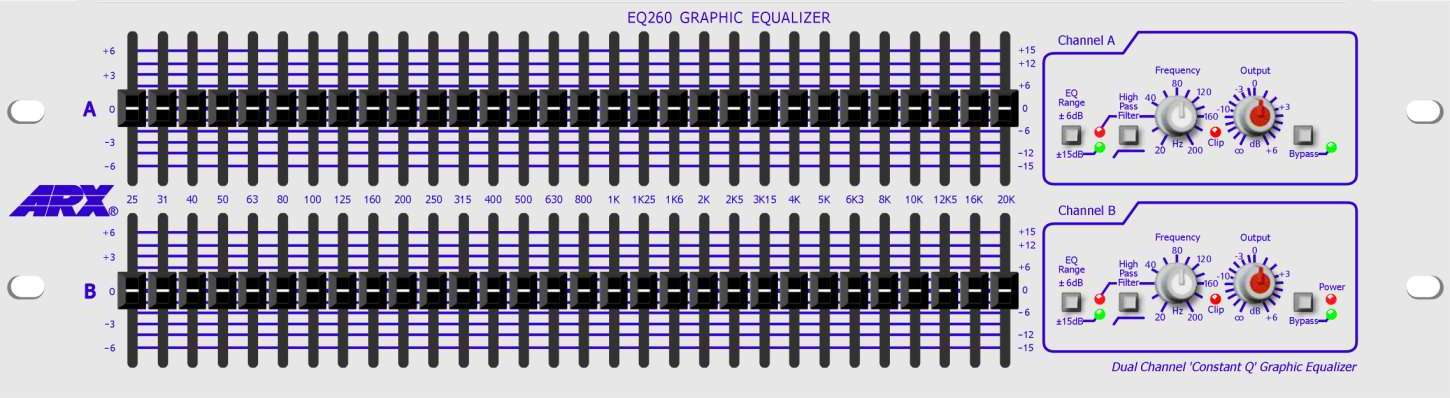 EQ260 GRAPHIC EQUALIZER
+6 +15
+12
+3 +6
A 0 0
-3 -6
-12
-6 -15
ARX®
25 31 40 50 63 80 100 125 160 200 250 315 400 500 630 800 1K 1K25 1K6 2K 2K5 3K15 4K 5K 6K3 8K 10K 12K5 16K 20K
+6 +15
+12
+3 +6
B 0 0
-3 -6
-12
-6 -15
Channel A
Frequency Output
80 0
EQ High 40 120 -3 +3
Range Pass
± 6dB Filter 160 -10
±15dB 20 Hz 200 Clip ∞ dB +6 Bypass
Channel B
Frequency Output
80 0
EQ High 40 120 -3 +3
Range Pass
± 6dB Filter 160 -10 Power
±15dB 20 Hz 200 Clip ∞ dB +6 Bypass
Dual Channel 'Constant Q' Graphic Equalizer